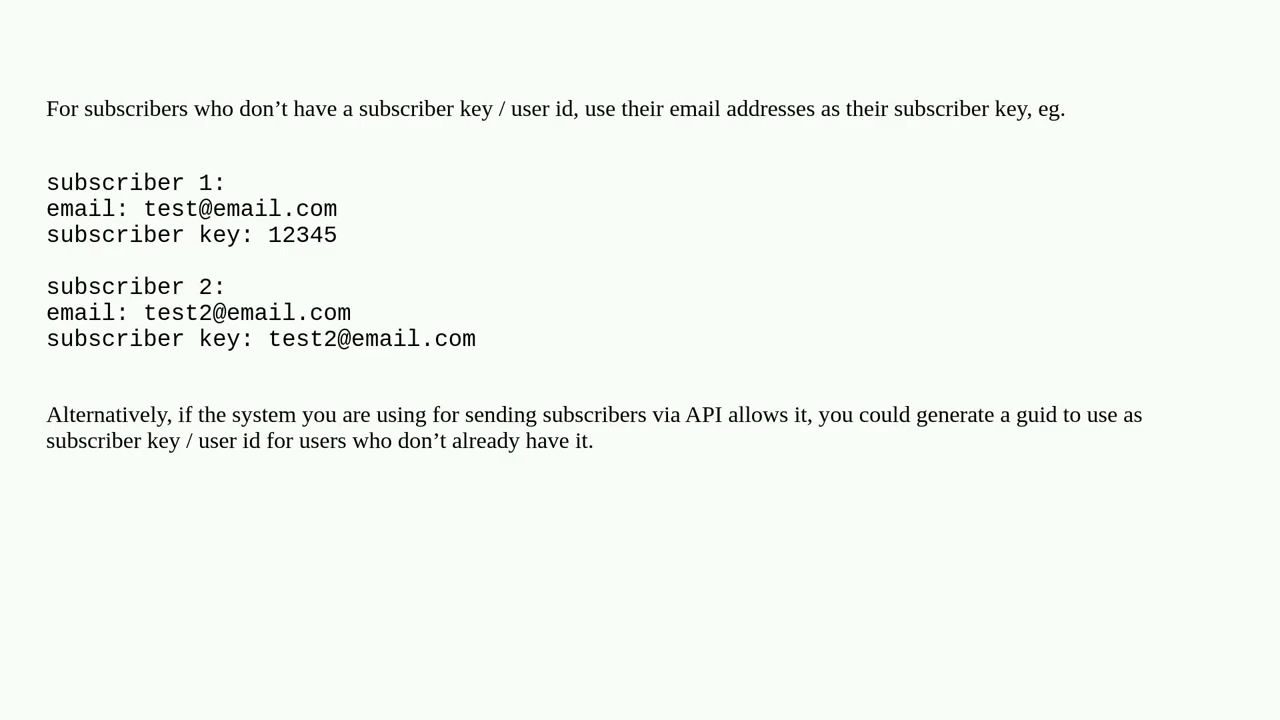 For subscribers who don’t have a subscriber key / user id, use their email addresses as their subscriber key, eg.
subscriber 1:
email: test@email.com
subscriber key: 12345
subscriber 2:
email: test2@email.com
subscriber key: test2@email.com
Alternatively, if the system you are using for sending subscribers via API allows it, you could generate a guid to use as
subscriber key / user id for users who don’t already have it.